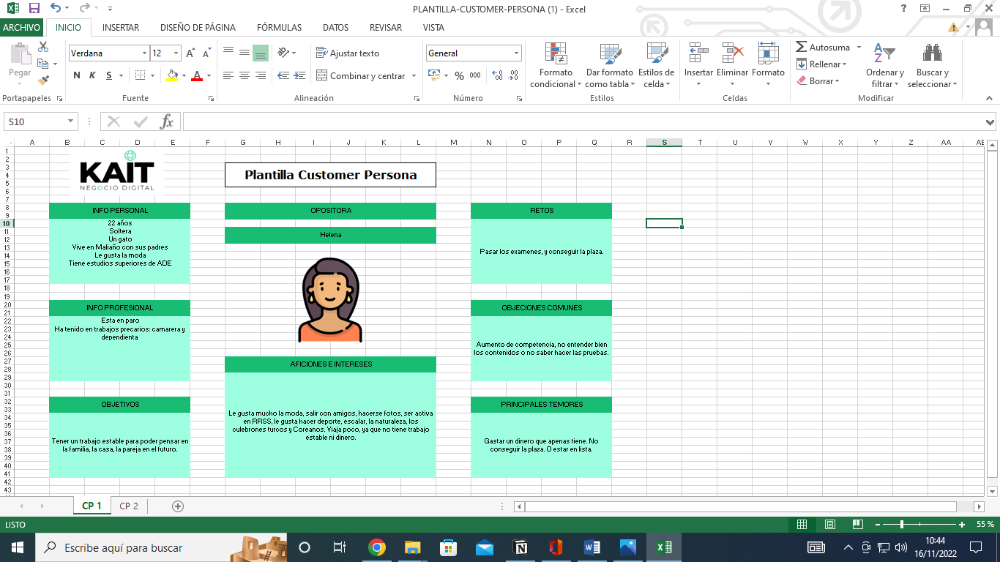 PLANTILLA-CUSTOMER-PERSONA (1) - Excel
ARCHIVO INICIO INSERTAR DISEÑO DE PÁGINA FÓRMULAS DATOS REVISAR VISTA
Pegar
Portapapeles
Verdana 12
N K S
Fuente
Ajustar texto
Combinar y centrar
Alineación
General
% 000
Número
Formato condicional
Dar formato como tabla
Estilos de celda
Estilos
Insertar Eliminar Formato
Celdas
Autosuma
Rellenar
Borrar
Ordenar y filtrar
Buscar y seleccionar
Modificar
S10
fx
A B C D E F G H I J K L M N O P Q R S T U V W X Y Z AA AE
1
2
3
4
5
6
7
8
9
10
11
12
13
14
15
16
17
18
19
20
21
22
23
24
25
26
27
28
29
30
31
32
33
34
35
36
37
38
39
40
41
42
43
KAIT
NEGOCIO DIGITAL
Plantilla Customer Persona
INFO PERSONAL
22 años
Soltera
Un gato
Vive en Maliaño con sus padres
Le gusta la moda
Tiene estudios superiores de ADE
INFO PROFESIONAL
Esta en paro
Ha tenido en trabajos precarios: camarera y
dependienta
OBJETIVOS
Tener un trabajo estable para poder pensar en
la familia, la casa, la pareja en el futuro.
OPOSITORA
Helena
AFICIONES E INTERESES
Le gusta mucho la moda, salir con amigos, hacerse fotos, ser activa
en RRSS, le gusta hacer deporte, escalar, la naturaleza, los
culebrones turcos y Coreanos. Viaja poco, ya que no tiene trabajo
estable ni dinero.
RETOS
Pasar los examenes, y conseguir la plaza.
OBJECIONES COMUNES
Aumento de competencia, no entender bien
los contenidos o no saber hacer las pruebas.
PRINCIPALES TEMORES
Gastar un dinero que apenas tiene. No
conseguir la plaza. O estar en lista.
CP 1 CP 2
LISTO
55 %
Escribe aquí para buscar
10:44
16/11/2022